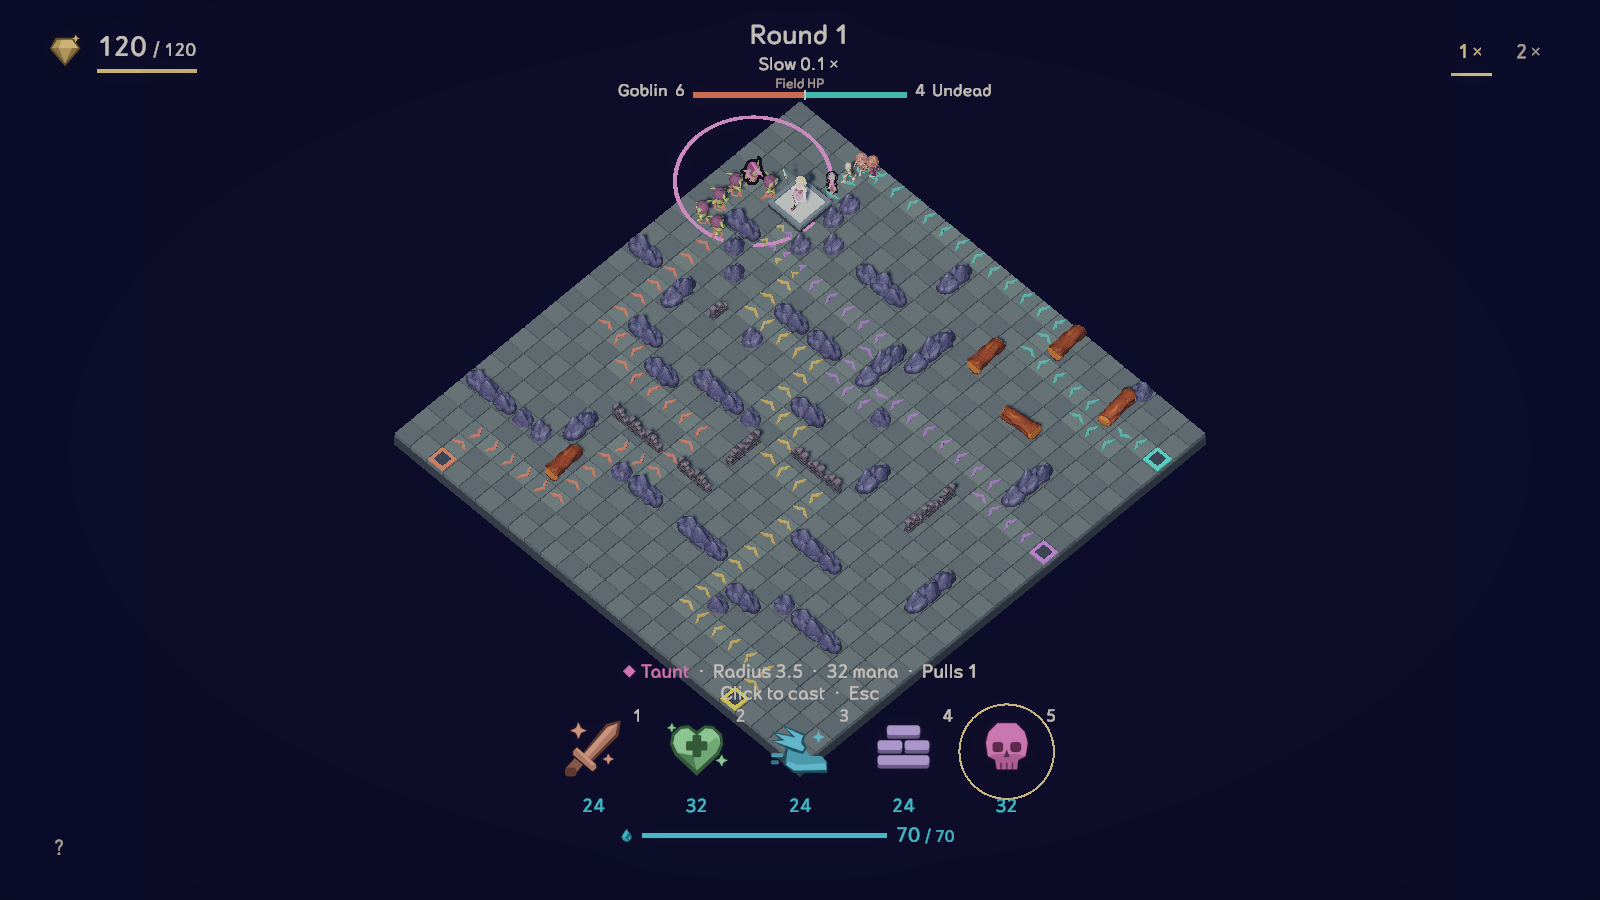 120 / 120
Round 1
1× 2×
Slow 0.1×
Field HP
Goblin 6 4 Undead
◆ Taunt · Radius 3.5 · 32 mana · Pulls 1
Click to cast · Esc
1 2 3 4 5
24 32 24 24 32
70 / 70
?